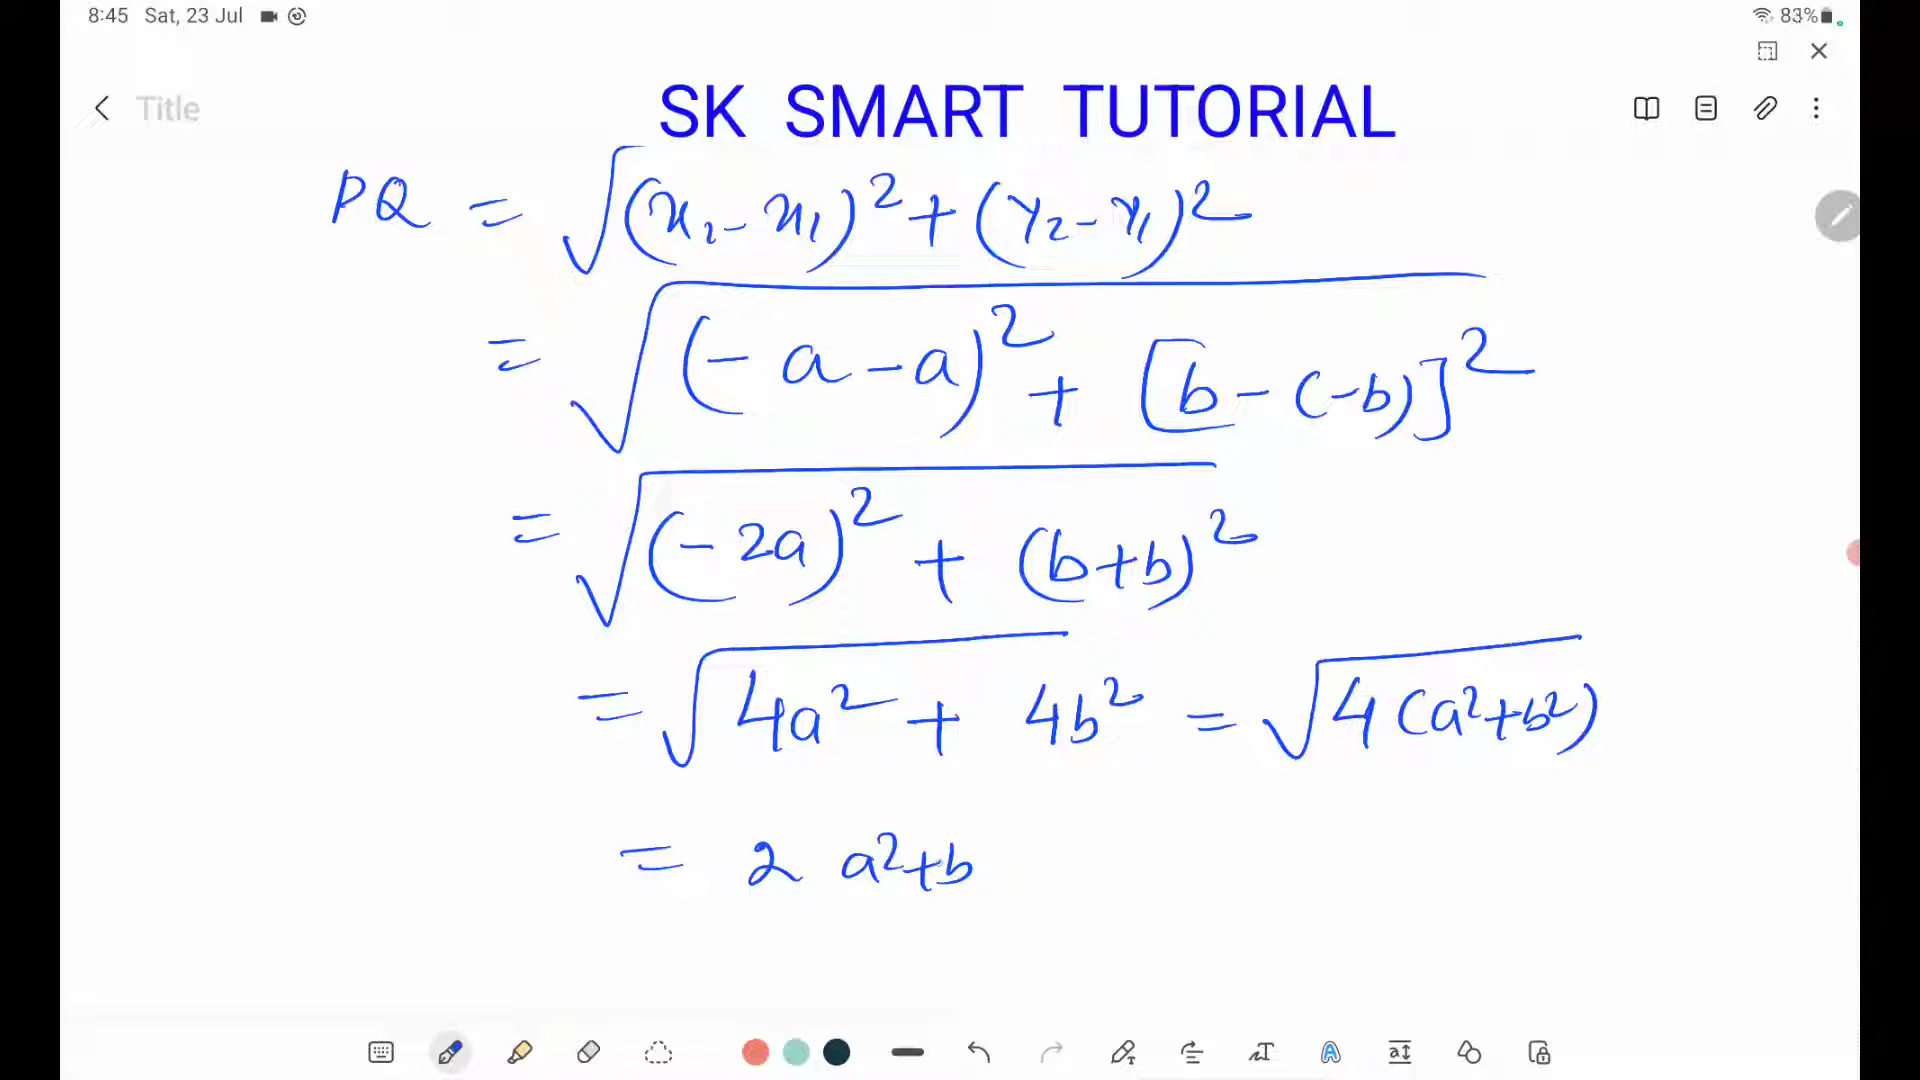 8:45 Sat, 23 Jul 83%
Title
SK SMART TUTORIAL
PQ = √(x₂-x₁)² + (y₂-y₁)²
= √(-a-a)² + [b-(-b)]²
= √(-2a)² + (b+b)²
= √4a² + 4b² = √4(a²+b²)
= 2 a²+b